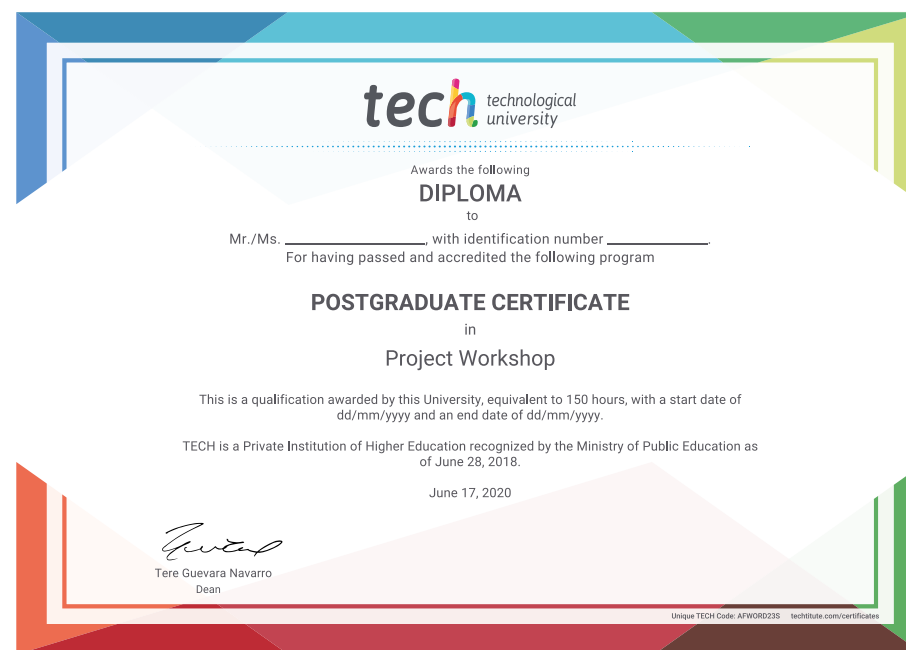 tech technological
university
Awards the following
DIPLOMA
to
Mr./Ms. ____________________, with identification number ______________.
For having passed and accredited the following program
POSTGRADUATE CERTIFICATE
in
Project Workshop
This is a qualification awarded by this University, equivalent to 150 hours, with a start date of
dd/mm/yyyy and an end date of dd/mm/yyyy.
TECH is a Private Institution of Higher Education recognized by the Ministry of Public Education as
of June 28, 2018.
June 17, 2020
Tere Guevara Navarro
Dean
Unique TECH Code: AFWORD23S techtitute.com/certificates